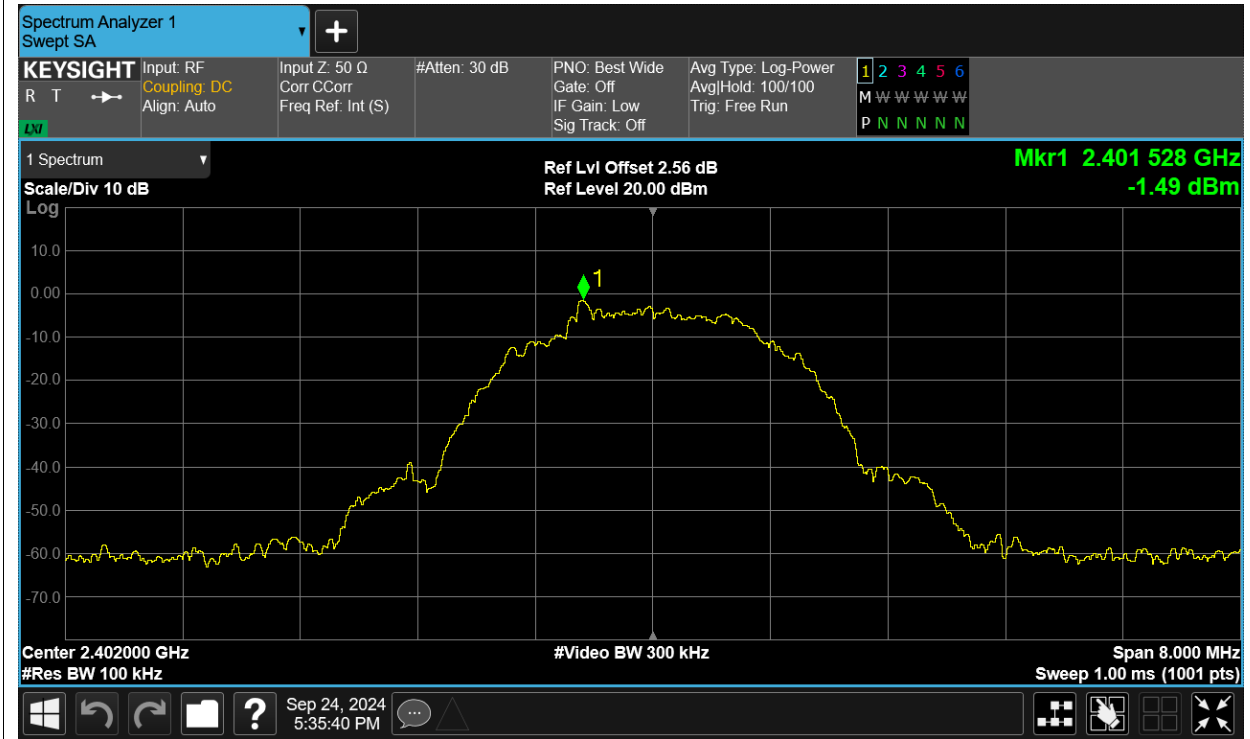 Spectrum Analyzer 1
Swept SA
KEYSIGHT
R T
LXI
Input: RF
Coupling: DC
Align: Auto
Input Z: 50 Ω
Corr CCorr
Freq Ref: Int (S)
#Atten: 30 dB
PNO: Best Wide
Gate: Off
IF Gain: Low
Sig Track: Off
Avg Type: Log-Power
Avg|Hold: 100/100
Trig: Free Run
1 2 3 4 5 6
M W W W W W
P N N N N N
1 Spectrum
Scale/Div 10 dB
Log
Ref Lvl Offset 2.56 dB
Ref Level 20.00 dBm
Mkr1 2.401 528 GHz
-1.49 dBm
1
10.0
0.00
-10.0
-20.0
-30.0
-40.0
-50.0
-60.0
-70.0
Center 2.402000 GHz
#Res BW 100 kHz
#Video BW 300 kHz
Span 8.000 MHz
Sweep 1.00 ms (1001 pts)
?
Sep 24, 2024
5:35:40 PM